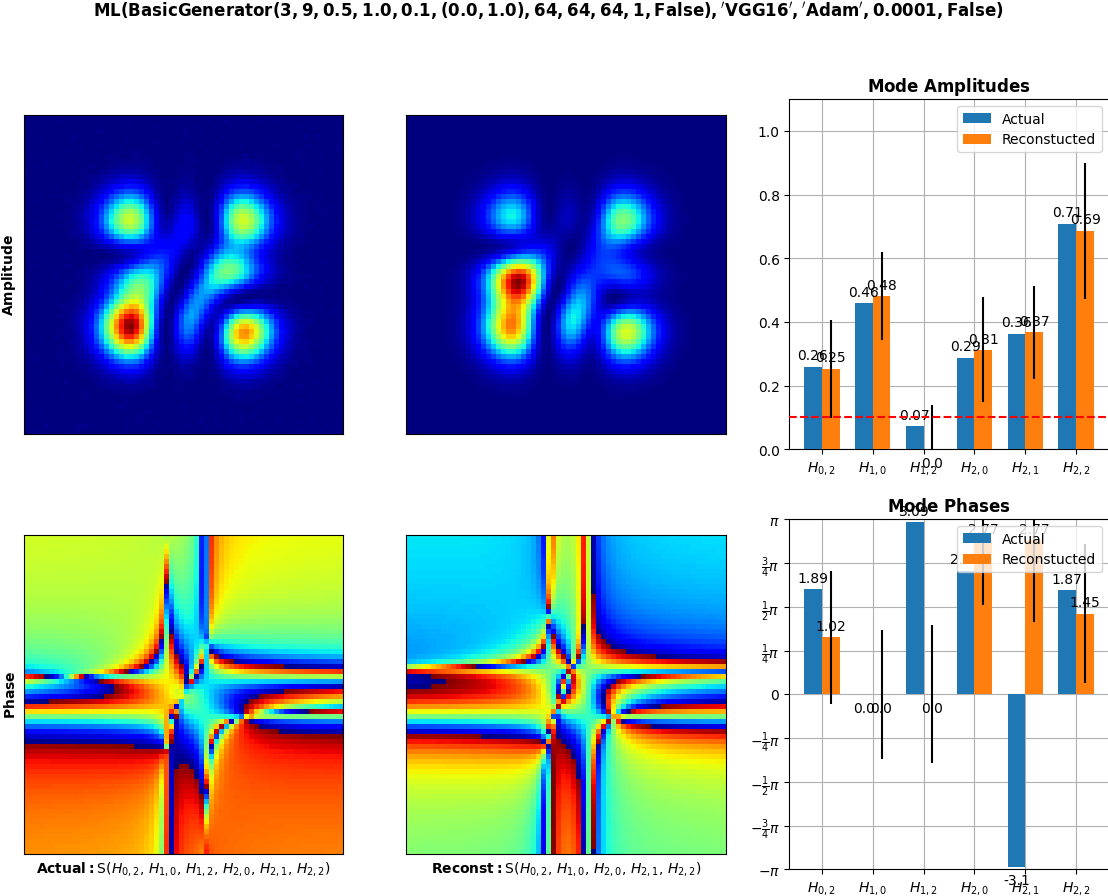 ML(BasicGenerator(3, 9, 0.5, 1.0, 0.1, (0.0, 1.0), 64, 64, 64, 1, False), ′VGG16′, ′Adam′, 0.0001, False)
Amplitude
Mode Amplitudes
Actual
Reconstucted
1.0
0.8
0.6
0.4
0.2
0.0
0.26
0.25
0.46
0.48
0.07
0.0
0.29
0.31
0.36
0.37
0.71
0.69
H0, 2
H1, 0
H1, 2
H2, 0
H2, 1
H2, 2
Phase
Mode Phases
Actual
Reconstucted
π
3/4π
1/2π
1/4π
0
−1/4π
−1/2π
−3/4π
−π
1.89
1.02
0.0
0.0
3.09
0.0
2.77
-3.1
2.77
1.87
1.45
H0, 2
H1, 0
H1, 2
H2, 0
H2, 1
H2, 2
Actual: S(H0, 2, H1, 0, H1, 2, H2, 0, H2, 1, H2, 2)
Reconst: S(H0, 2, H1, 0, H2, 0, H2, 1, H2, 2)